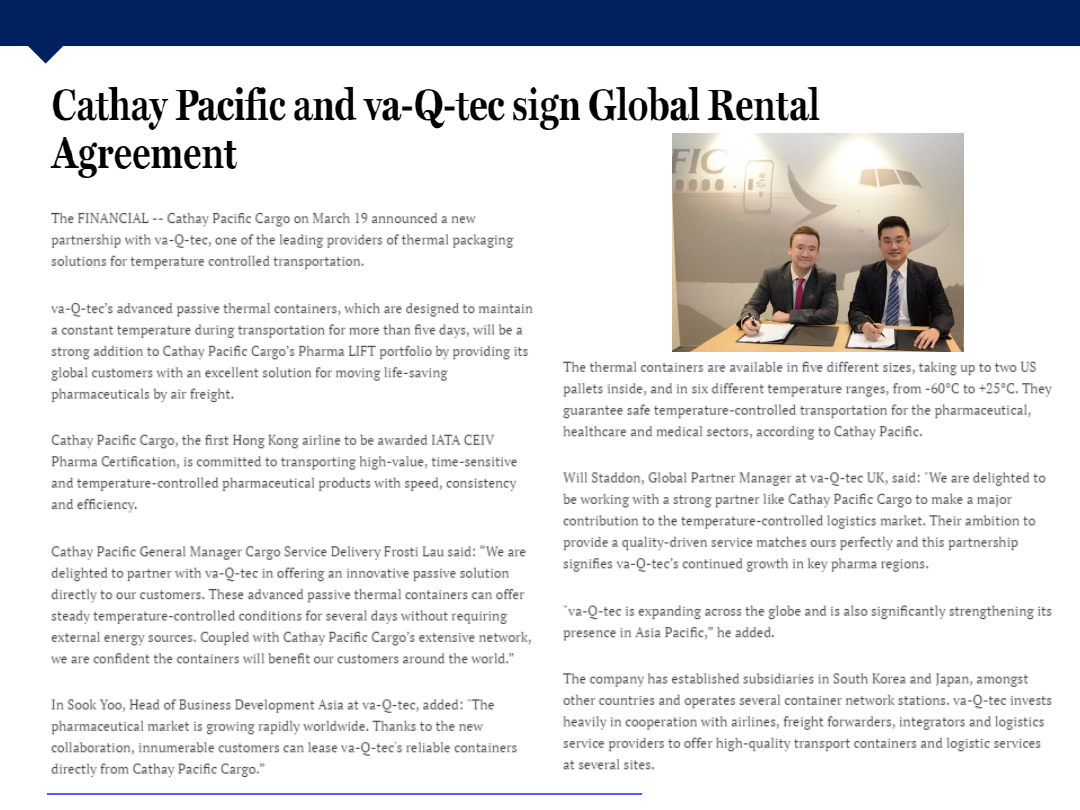 Cathay Pacific and va-Q-tec sign Global Rental
Agreement
The FINANCIAL -- Cathay Pacific Cargo on March 19 announced a new
partnership with va-Q-tec, one of the leading providers of thermal packaging
solutions for temperature controlled transportation.
va-Q-tec's advanced passive thermal containers, which are designed to maintain
a constant temperature during transportation for more than five days, will be a
strong addition to Cathay Pacific Cargo's Pharma LIFT portfolio by providing its
global customers with an excellent solution for moving life-saving
pharmaceuticals by air freight.
Cathay Pacific Cargo, the first Hong Kong airline to be awarded IATA CEIV
Pharma Certification, is committed to transporting high-value, time-sensitive
and temperature-controlled pharmaceutical products with speed, consistency
and efficiency.
Cathay Pacific General Manager Cargo Service Delivery Frosti Lau said: “We are
delighted to partner with va-Q-tec in offering an innovative passive solution
directly to our customers. These advanced passive thermal containers can offer
steady temperature-controlled conditions for several days without requiring
external energy sources. Coupled with Cathay Pacific Cargo's extensive network,
we are confident the containers will benefit our customers around the world.”
In Sook Yoo, Head of Business Development Asia at va-Q-tec, added: "The
pharmaceutical market is growing rapidly worldwide. Thanks to the new
collaboration, innumerable customers can lease va-Q-tec's reliable containers
directly from Cathay Pacific Cargo.”
FIC
The thermal containers are available in five different sizes, taking up to two US
pallets inside, and in six different temperature ranges, from -60°C to +25°C. They
guarantee safe temperature-controlled transportation for the pharmaceutical,
healthcare and medical sectors, according to Cathay Pacific.
Will Staddon, Global Partner Manager at va-Q-tec UK, said: "We are delighted to
be working with a strong partner like Cathay Pacific Cargo to make a major
contribution to the temperature-controlled logistics market. Their ambition to
provide a quality-driven service matches ours perfectly and this partnership
signifies va-Q-tec's continued growth in key pharma regions.
"va-Q-tec is expanding across the globe and is also significantly strengthening its
presence in Asia Pacific,” he added.
The company has established subsidiaries in South Korea and Japan, amongst
other countries and operates several container network stations. va-Q-tec invests
heavily in cooperation with airlines, freight forwarders, integrators and logistics
service providers to offer high-quality transport containers and logistic services
at several sites.